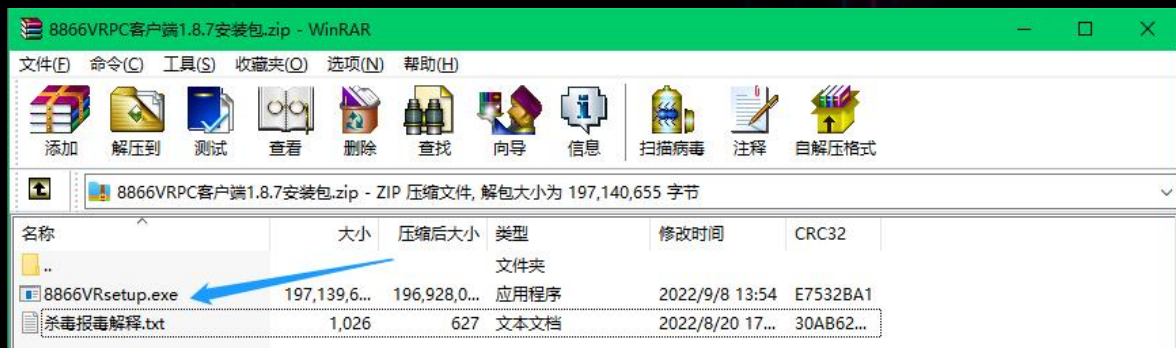 8866VRPC客户端1.8.7安装包.zip - WinRAR
文件(F) 命令(C) 工具(S) 收藏夹(O) 选项(N) 帮助(H)
添加 解压到 测试 查看 删除 查找 向导 信息 扫描病毒 注释 自解压格式
8866VRPC客户端1.8.7安装包.zip - ZIP 压缩文件, 解包大小为 197,140,655 字节
名称 大小 压缩后大小 类型 修改时间 CRC32
.. 文件夹
8866VRsetup.exe 197,139,6... 196,928,0... 应用程序 2022/9/8 13:54 E7532BA1
杀毒报毒解释.txt 1,026 627 文本文档 2022/8/20 17... 30AB62...